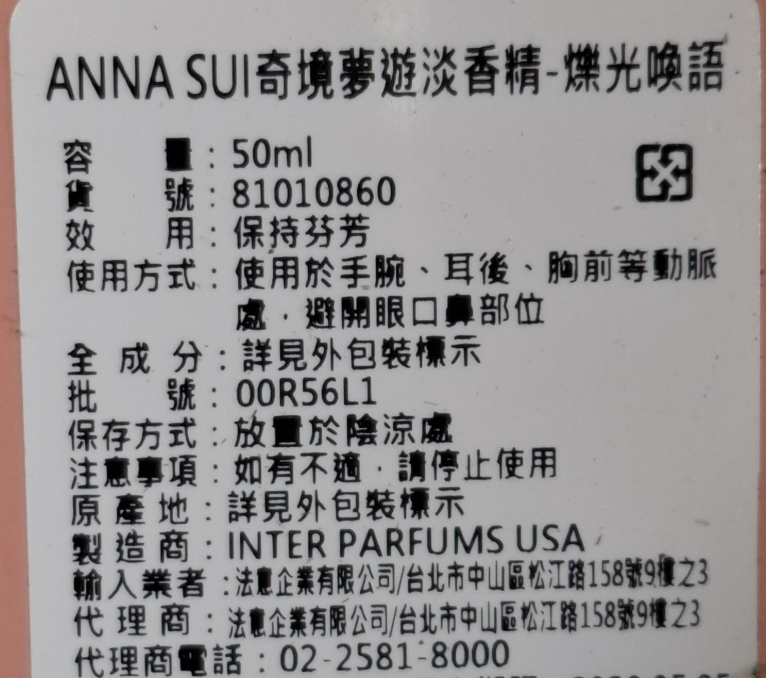 ANNA SUI奇境夢遊淡香精-爍光喚語
容 量：50ml
貨 號：81010860
效 用：保持芬芳
使用方式：使用於手腕、耳後、胸前等動脈
處，避開眼口鼻部位
全 成 分：詳見外包裝標示
批 號：00R56L1
保存方式：放置於陰涼處
注意事項：如有不適，請停止使用
原 產 地：詳見外包裝標示
製 造 商：INTER PARFUMS USA
輸入業者：法意企業有限公司/台北市中山區松江路158號9樓之3
代 理 商：法意企業有限公司/台北市中山區松江路158號9樓之3
代理商電話：02-2581-8000